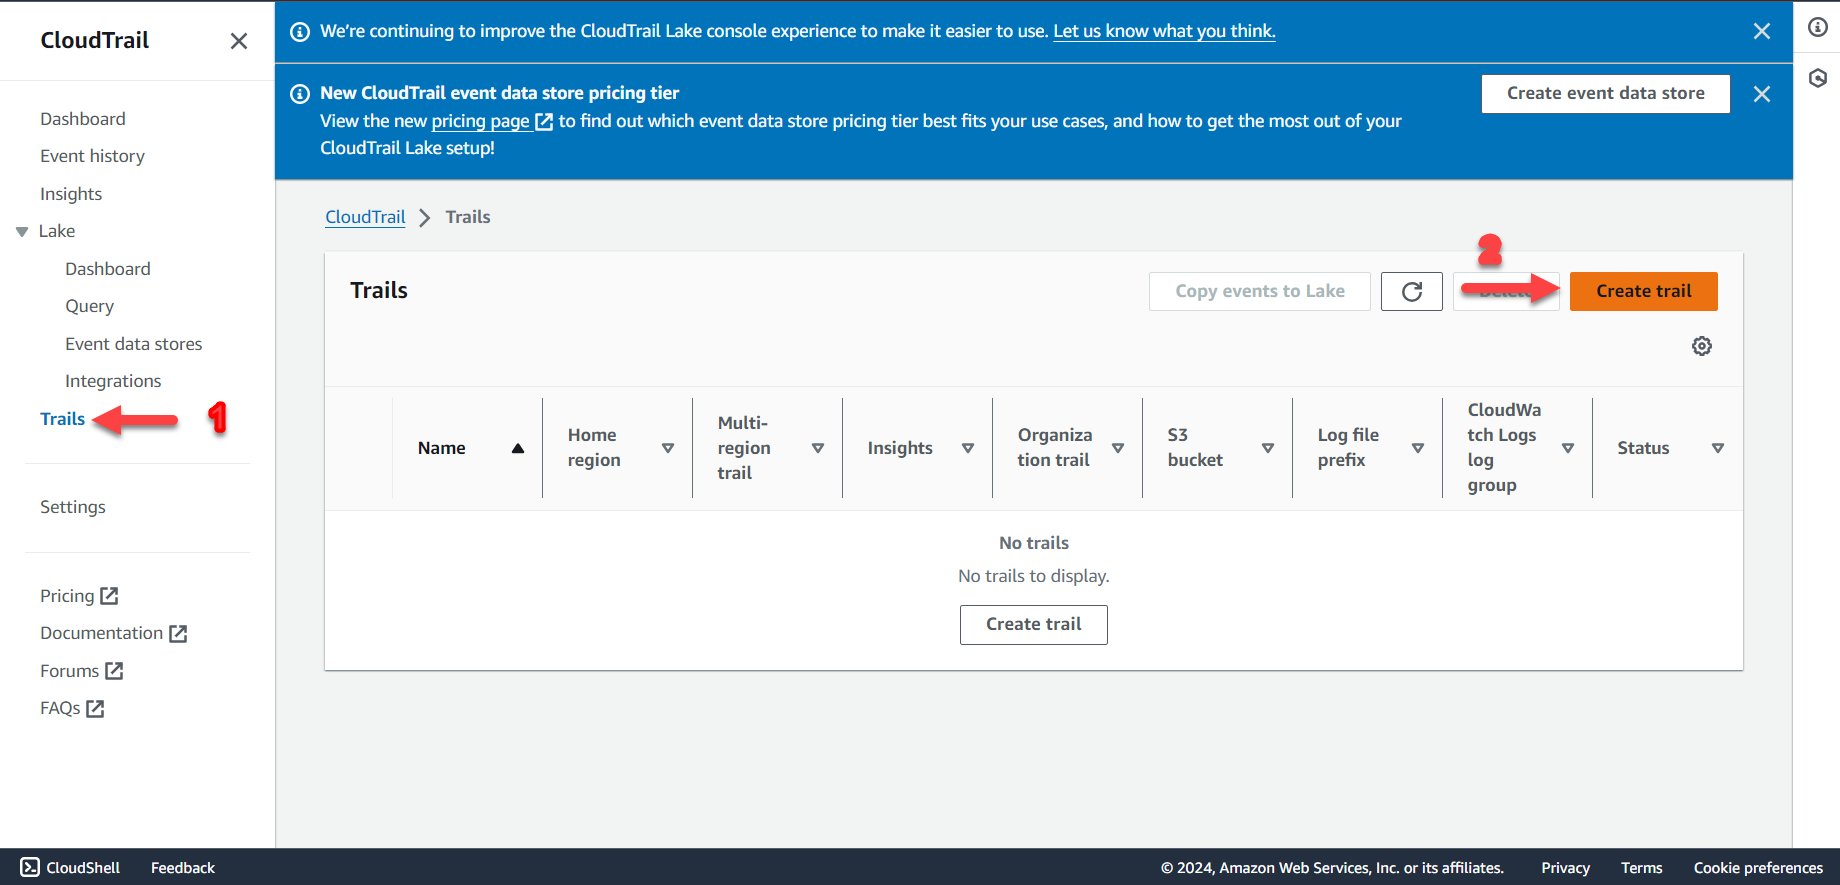 CloudTrail
Dashboard
Event history
Insights
Lake
Dashboard
Query
Event data stores
Integrations
Trails
1
Settings
Pricing
Documentation
Forums
FAQs
We're continuing to improve the CloudTrail Lake console experience to make it easier to use. Let us know what you think.
New CloudTrail event data store pricing tier
View the new pricing page to find out which event data store pricing tier best fits your use cases, and how to get the most out of your
CloudTrail Lake setup!
Create event data store
CloudTrail Trails
2
Trails
Copy events to Lake
Delete
Create trail
Name
Home
region
Multi-
region
trail
Insights
Organiza
tion trail
S3
bucket
Log file
prefix
CloudWa
tch Logs
log
group
Status
No trails
No trails to display.
Create trail
CloudShell
Feedback
© 2024, Amazon Web Services, Inc. or its affiliates.
Privacy
Terms
Cookie preferences